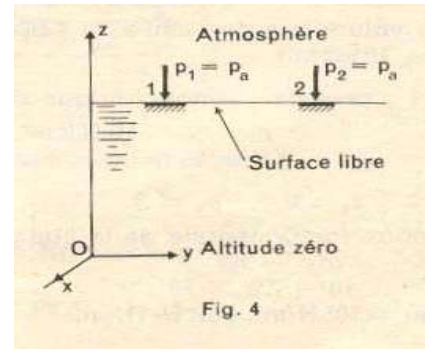 z
Atmosphère
p1 = pa
p2 = pa
1
2
Surface libre
O
y
Altitude zéro
x
Fig. 4